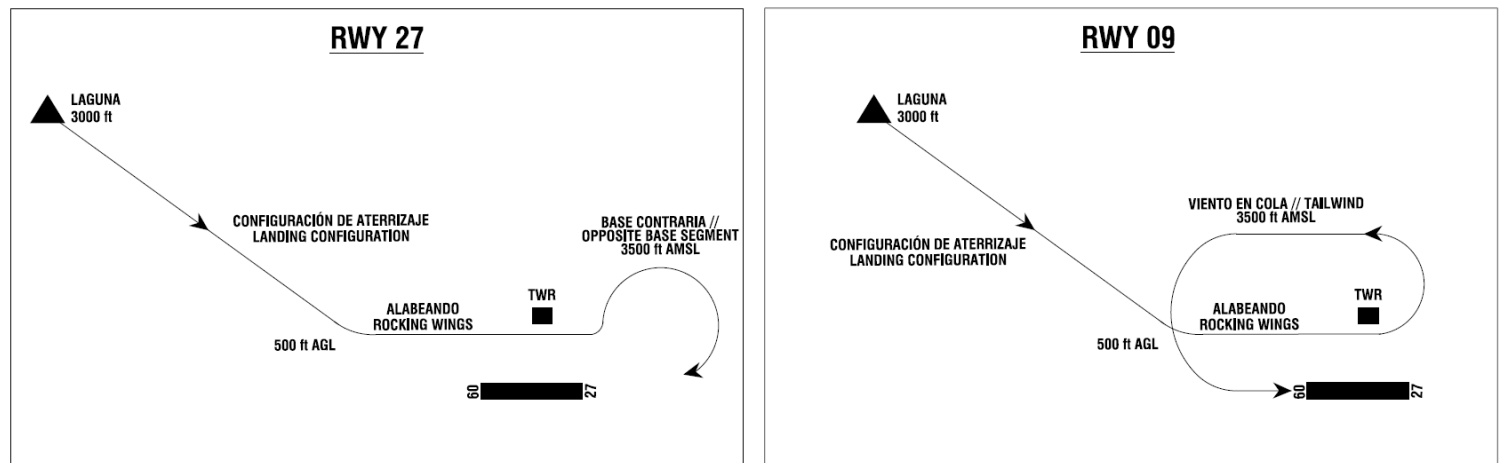 RWY 27
LAGUNA
3000 ft
CONFIGURACIÓN DE ATERRIZAJE
LANDING CONFIGURATION
BASE CONTRARIA //
OPPOSITE BASE SEGMENT
3500 ft AMSL
TWR
ALABEANDO
ROCKING WINGS
500 ft AGL
09
27
RWY 09
LAGUNA
3000 ft
VIENTO EN COLA // TAILWIND
3500 ft AMSL
CONFIGURACIÓN DE ATERRIZAJE
LANDING CONFIGURATION
TWR
ALABEANDO
ROCKING WINGS
500 ft AGL
09
27